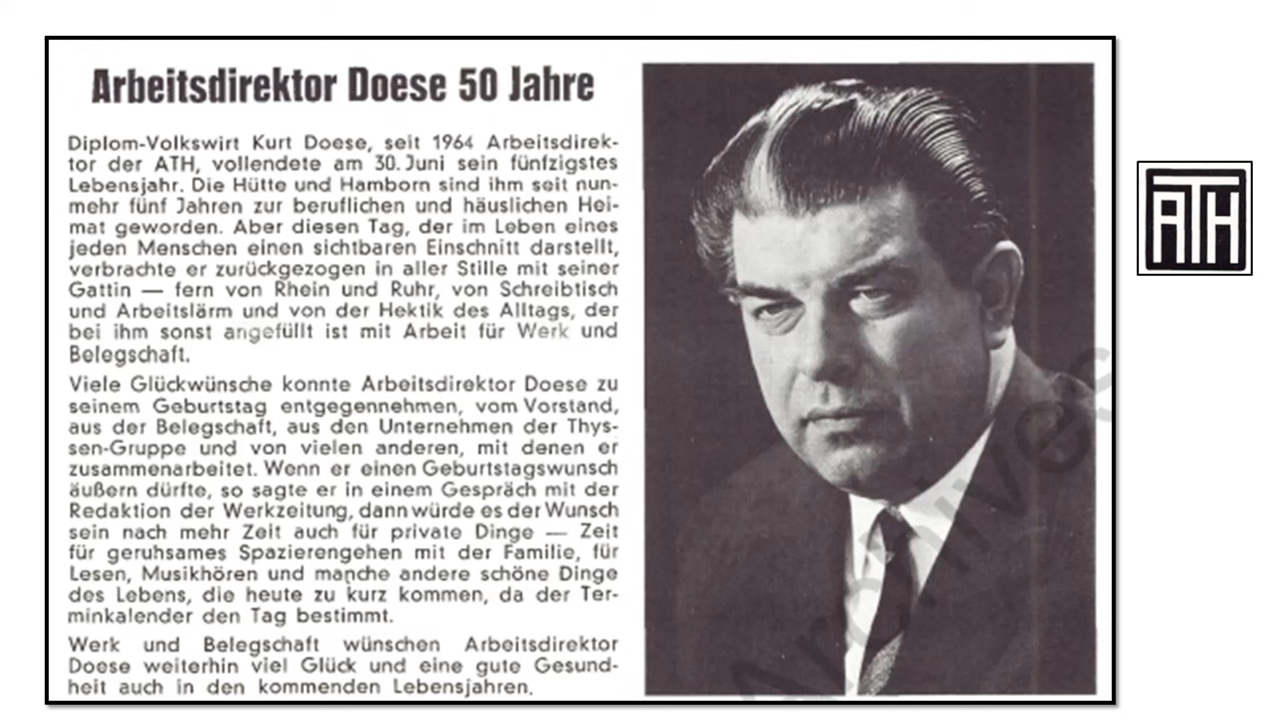 Arbeitsdirektor Doese 50 Jahre
Diplom-Volkswirt Kurt Doese, seit 1964 Arbeitsdirek-
tor der ATH, vollendete am 30. Juni sein fünfzigstes
Lebensjahr. Die Hütte und Hamborn sind ihm seit nun-
mehr fünf Jahren zur beruflichen und häuslichen Hei-
mat geworden. Aber diesen Tag, der im Leben eines
jeden Menschen einen sichtbaren Einschnitt darstellt,
verbrachte er zurückgezogen in aller Stille mit seiner
Gattin — fern von Rhein und Ruhr, von Schreibtisch
und Arbeitslärm und von der Hektik des Alltags, der
bei ihm sonst angefüllt ist mit Arbeit für Werk und
Belegschaft.
Viele Glückwünsche konnte Arbeitsdirektor Doese zu
seinem Geburtstag entgegennehmen, vom Vorstand,
aus der Belegschaft, aus den Unternehmen der Thys-
sen-Gruppe und von vielen anderen, mit denen er
zusammenarbeitet. Wenn er einen Geburtstagswunsch
äußern dürfte, so sagte er in einem Gespräch mit der
Redaktion der Werkzeitung, dann würde es der Wunsch
sein nach mehr Zeit auch für private Dinge — Zeit
für geruhsames Spazierengehen mit der Familie, für
Lesen, Musikhören und manche andere schöne Dinge
des Lebens, die heute zu kurz kommen, da der Ter-
minkalender den Tag bestimmt.
Werk und Belegschaft wünschen Arbeitsdirektor
Doese weiterhin viel Glück und eine gute Gesund-
heit auch in den kommenden Lebensjahren.
ATH
Archives